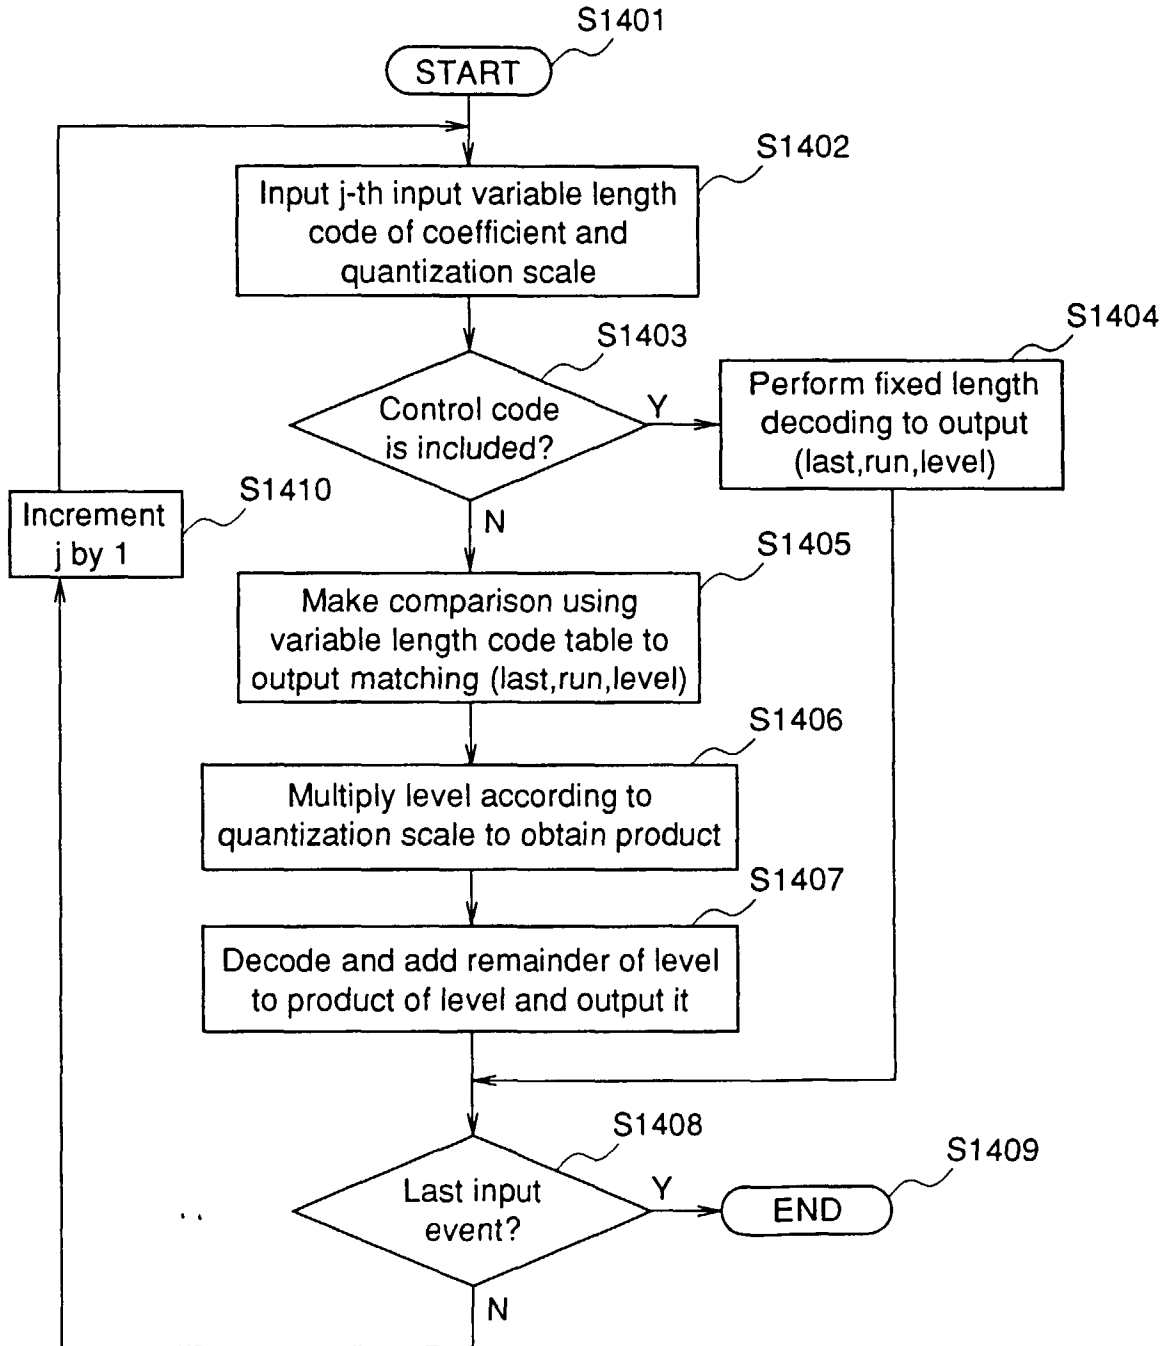 S1401
START
S1402
Input j-th input variable length
code of coefficient and
quantization scale
S1403
Control code
is included?
Y
N
S1404
Perform fixed length
decoding to output
(last,run,level)
S1410
Increment
j by 1
S1405
Make comparison using
variable length code table to
output matching (last,run,level)
S1406
Multiply level according to
quantization scale to obtain product
S1407
Decode and add remainder of level
to product of level and output it
S1408
Last input
event?
Y
N
S1409
END